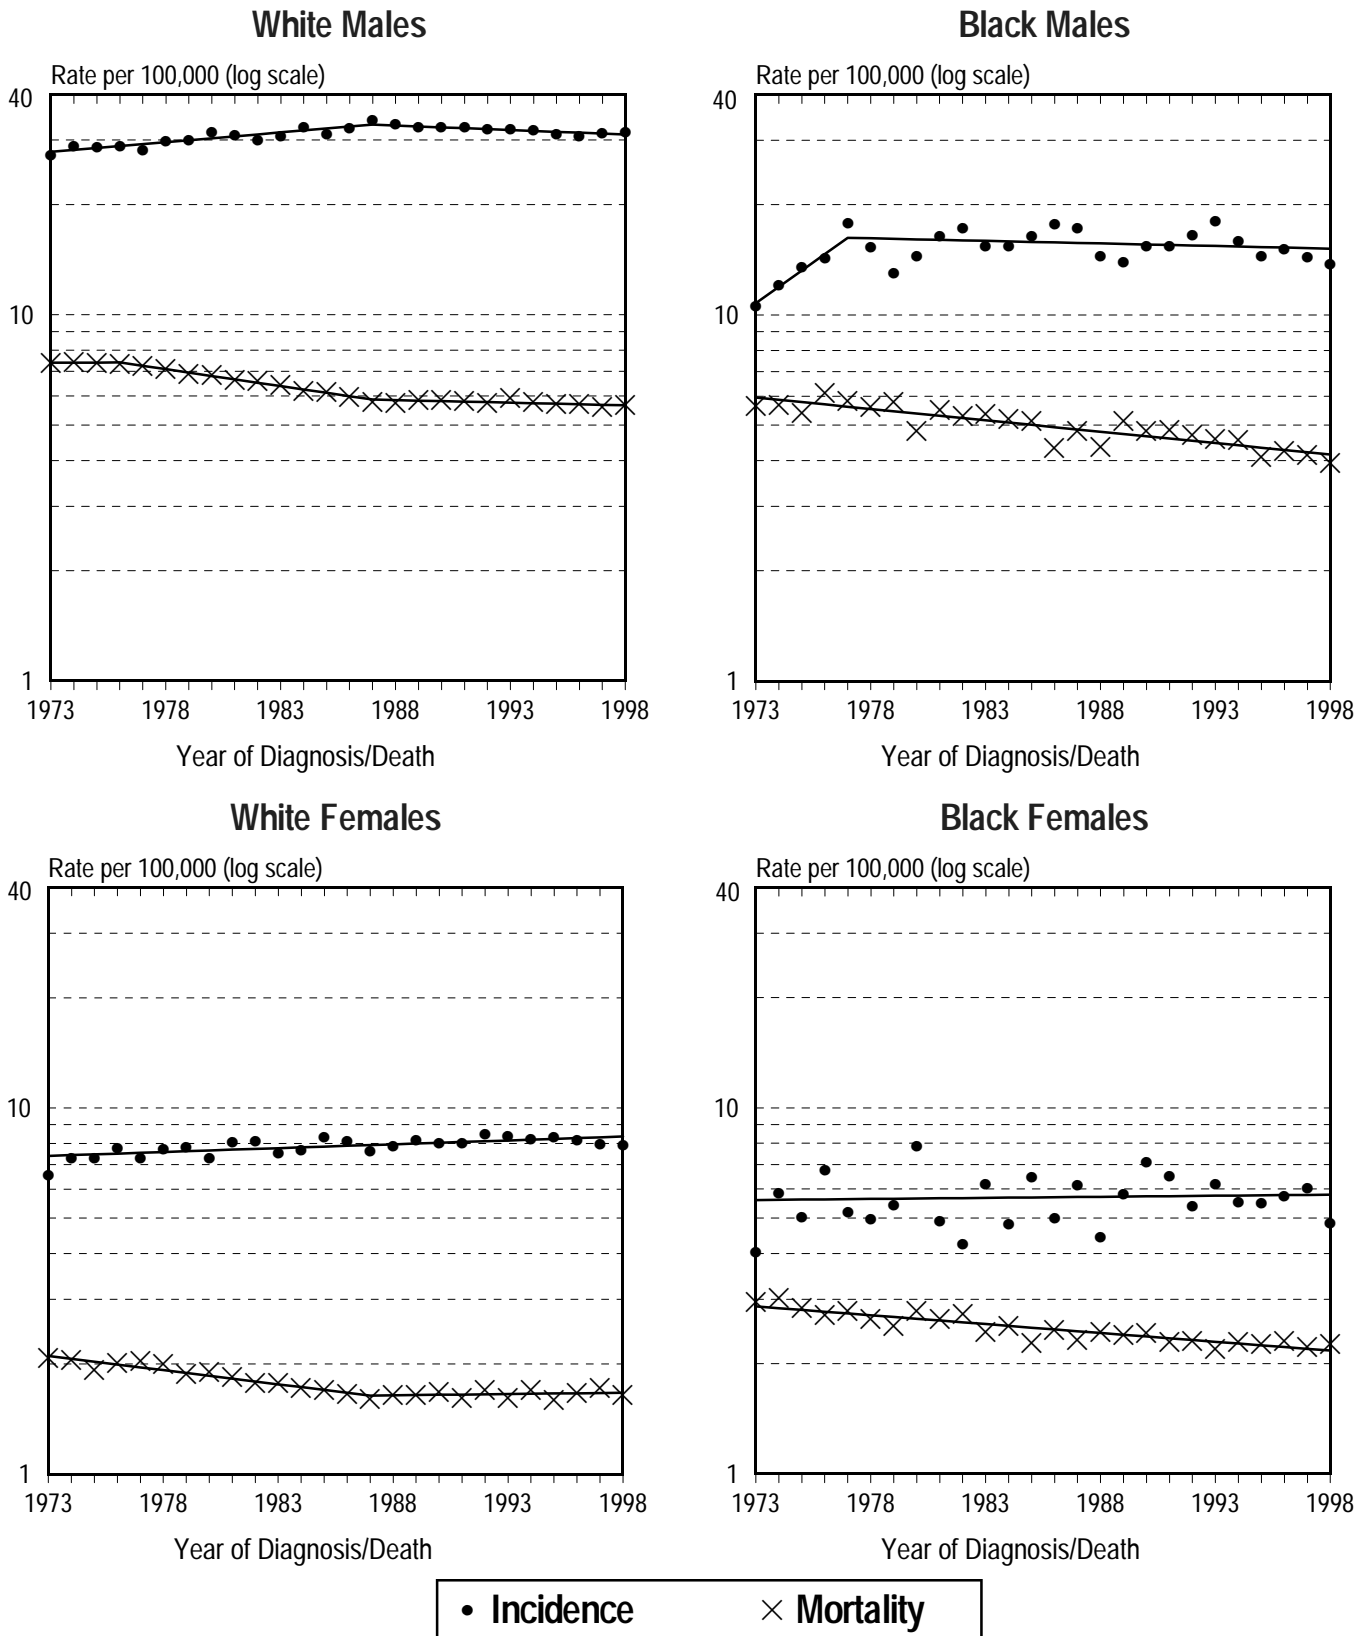 White Males
Rate per 100,000 (log scale)
40
10
1
1973 1978 1983 1988 1993 1998
Year of Diagnosis/Death
Black Males
Rate per 100,000 (log scale)
40
10
1
1973 1978 1983 1988 1993 1998
Year of Diagnosis/Death
White Females
Rate per 100,000 (log scale)
40
10
1
1973 1978 1983 1988 1993 1998
Year of Diagnosis/Death
Black Females
Rate per 100,000 (log scale)
40
10
1
1973 1978 1983 1988 1993 1998
Year of Diagnosis/Death
Incidence Mortality